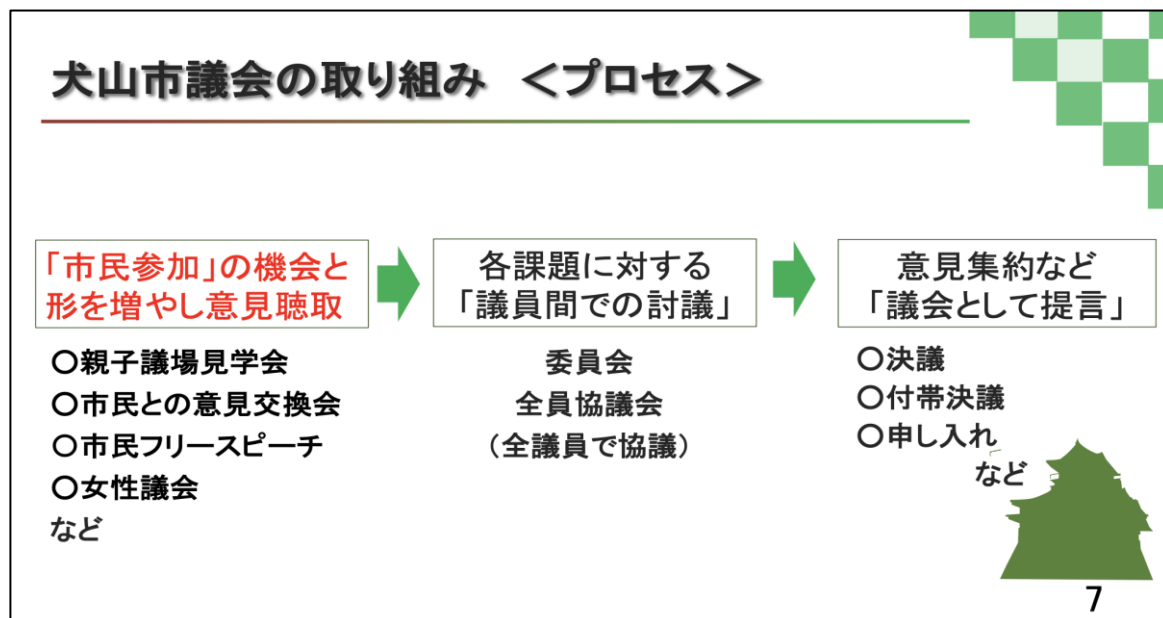 犬山市議会の取り組み ＜プロセス＞
「市民参加」の機会と
形を増やし意見聴取
〇親子議場見学会
〇市民との意見交換会
〇市民フリースピーチ
〇女性議会
など
各課題に対する
「議員間での討議」
委員会
全員協議会
（全議員で協議）
意見集約など
「議会として提言」
〇決議
〇付帯決議
〇申し入れ
など
7